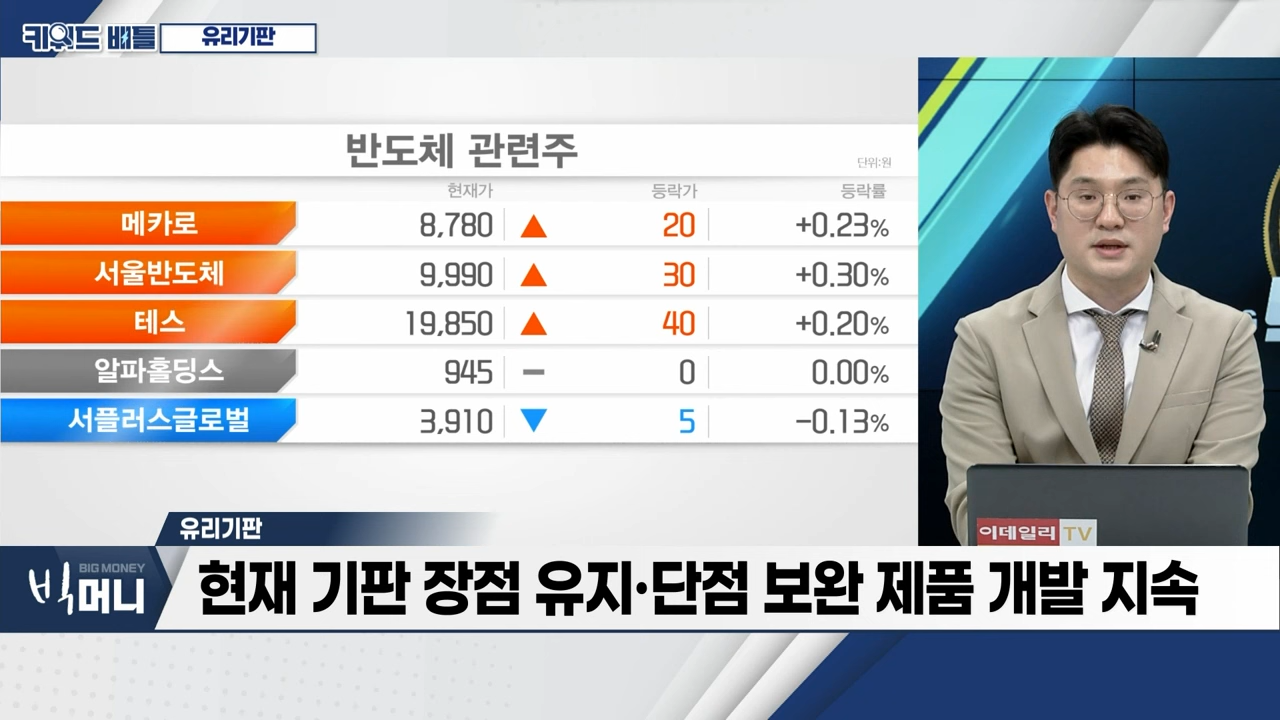 키워드 배틀 유리기판
반도체 관련주
단위:원
현재가 등락가 등락률
메카로 8,780 ▲ 20 +0.23%
서울반도체 9,990 ▲ 30 +0.30%
테스 19,850 ▲ 40 +0.20%
알파홀딩스 945 − 0 0.00%
서플러스글로벌 3,910 ▼ 5 −0.13%
이데일리TV
유리기판
BIG MONEY
빅머니
현재 기판 장점 유지·단점 보완 제품 개발 지속